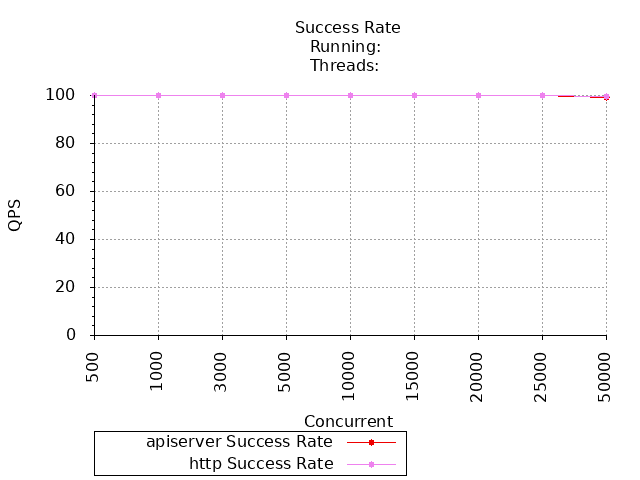 Success Rate
Running:
Threads:
100
80
60
40
20
0
QPS
500
1000
3000
5000
10000
15000
20000
25000
50000
Concurrent
apiserver Success Rate
http Success Rate